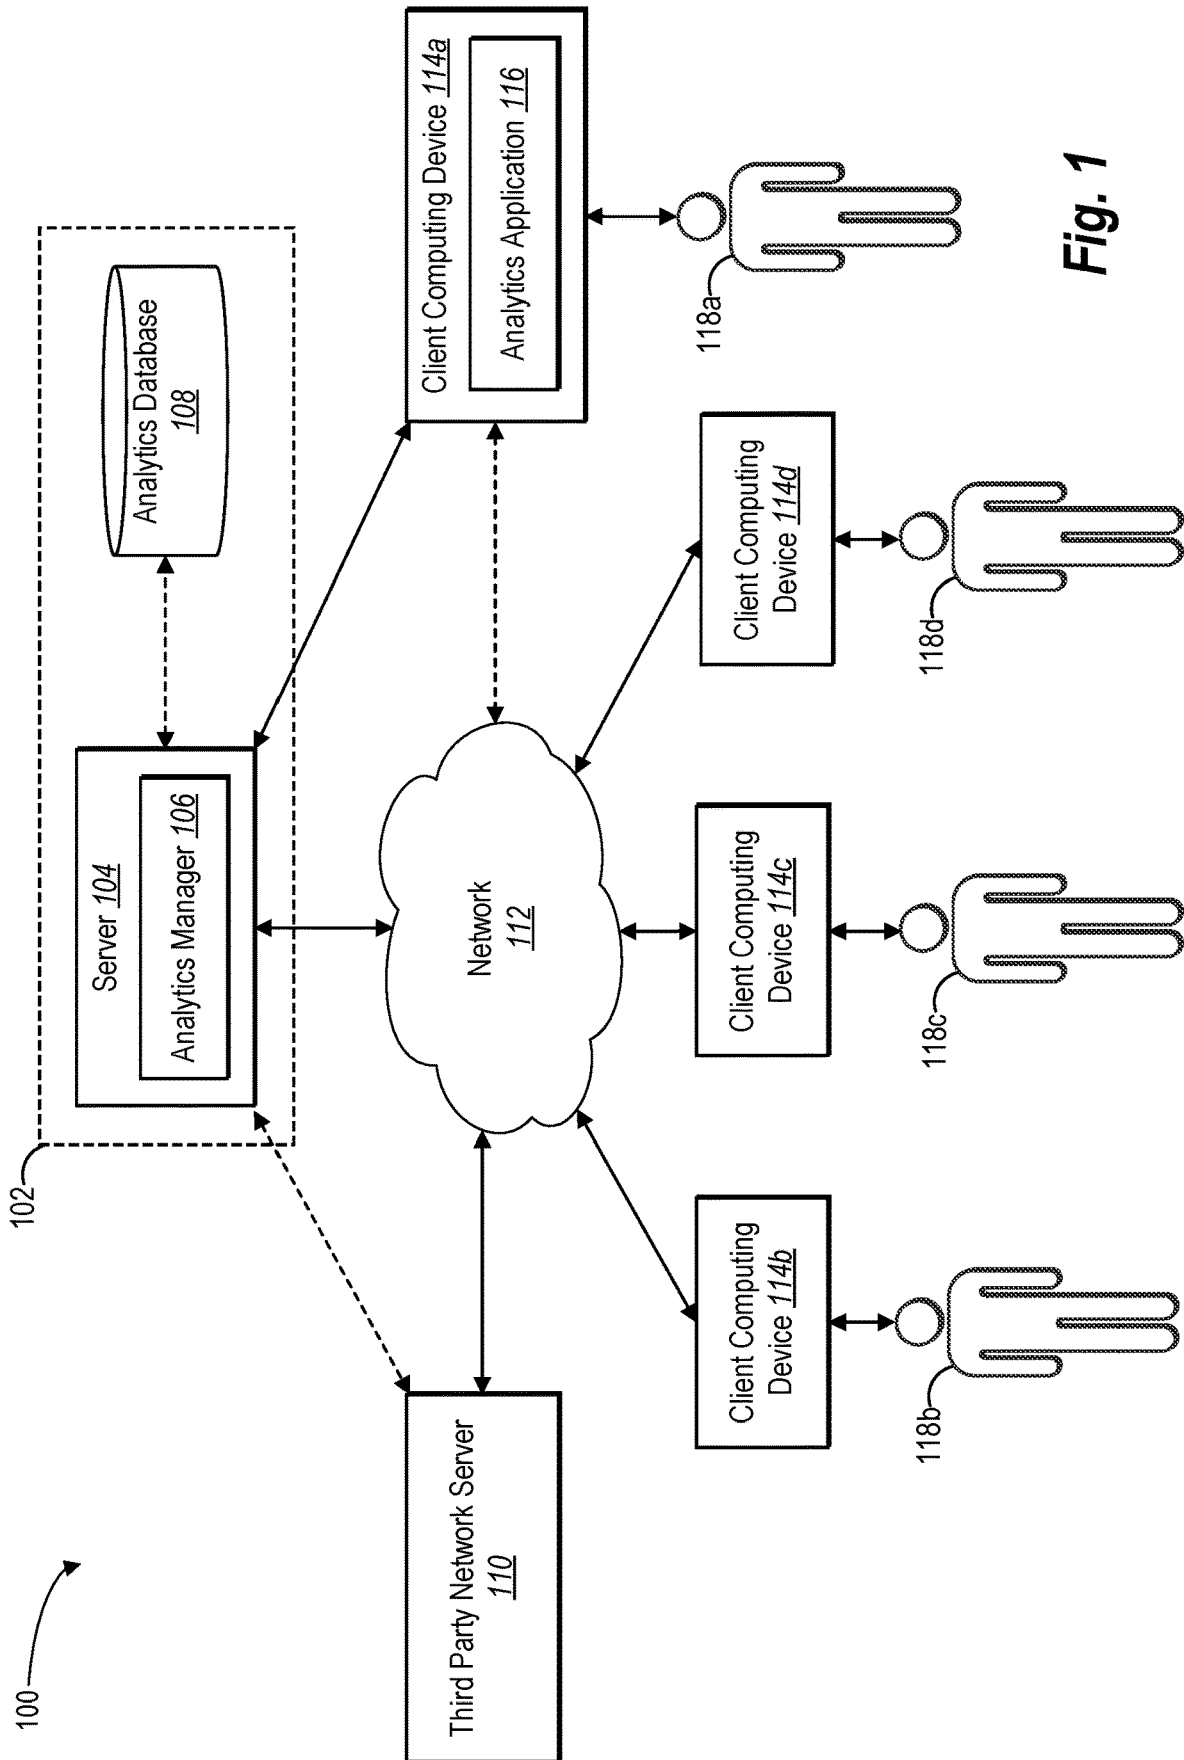 100
102
Server 104
Analytics Manager 106
Analytics Database
108
Third Party Network Server
110
Network
112
Client Computing Device 114a
Analytics Application 116
Client Computing
Device 114b
Client Computing
Device 114c
Client Computing
Device 114d
118b
118c
118d
118a
Fig. 1